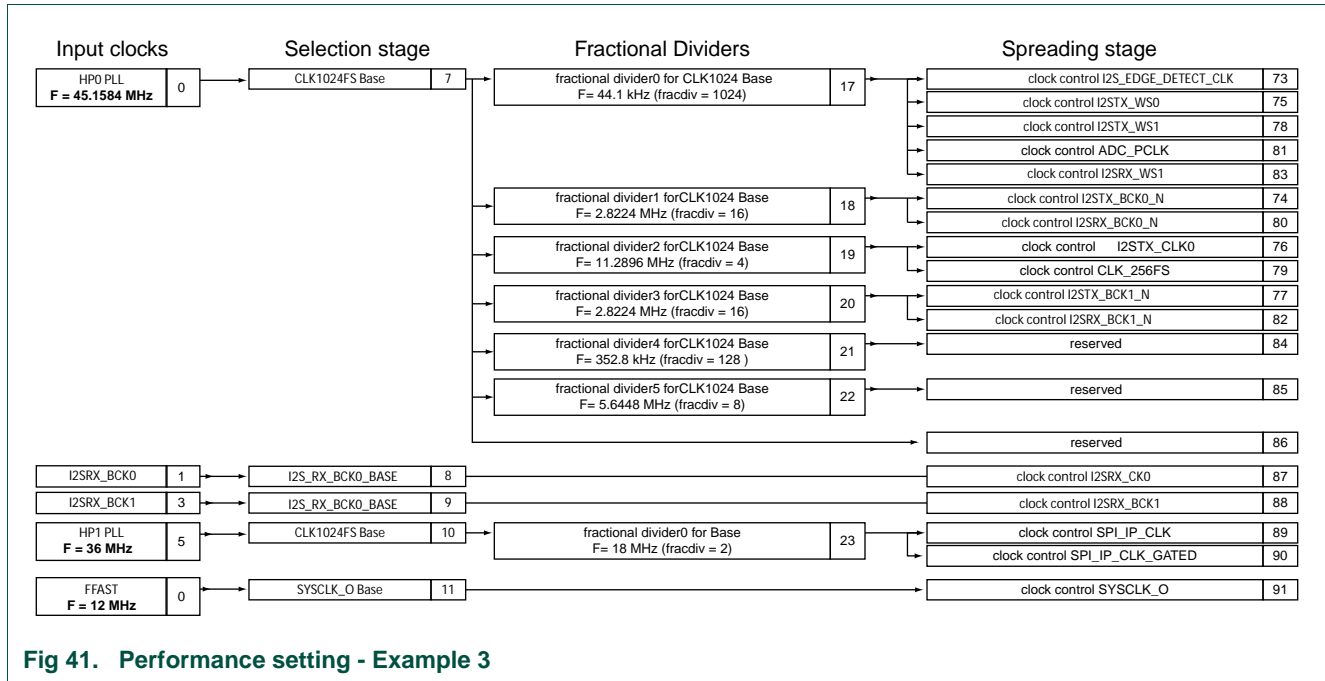 Input clocks
Selection stage
Fractional Dividers
Spreading stage
HP0 PLL
F = 45.1584 MHz
0
CLK1024FS Base
7
fractional divider0 for CLK1024 Base
F= 44.1 kHz (fracdiv = 1024)
17
clock control I2S_EDGE_DETECT_CLK
73
clock control I2STX_WS0
75
clock control I2STX_WS1
78
clock control ADC_PCLK
81
clock control I2SRX_WS1
83
fractional divider1 forCLK1024 Base
F= 2.8224 MHz (fracdiv = 16)
18
clock control I2STX_BCK0_N
74
clock control I2SRX_BCK0_N
80
fractional divider2 forCLK1024 Base
F= 11.2896 MHz (fracdiv = 4)
19
clock control I2STX_CLK0
76
clock control CLK_256FS
79
fractional divider3 forCLK1024 Base
F= 2.8224 MHz (fracdiv = 16)
20
clock control I2STX_BCK1_N
77
clock control I2SRX_BCK1_N
82
fractional divider4 forCLK1024 Base
F= 352.8 kHz (fracdiv = 128 )
21
reserved
84
fractional divider5 forCLK1024 Base
F= 5.6448 MHz (fracdiv = 8)
22
reserved
85
reserved
86
I2SRX_BCK0
1
I2S_RX_BCK0_BASE
8
clock control I2SRX_CK0
87
I2SRX_BCK1
3
I2S_RX_BCK0_BASE
9
clock control I2SRX_BCK1
88
HP1 PLL
F = 36 MHz
5
CLK1024FS Base
10
fractional divider0 for Base
F= 18 MHz (fracdiv = 2)
23
clock control SPI_IP_CLK
89
clock control SPI_IP_CLK_GATED
90
FFAST
F = 12 MHz
0
SYSCLK_O Base
11
clock control SYSCLK_O
91
Fig 41. Performance setting - Example 3